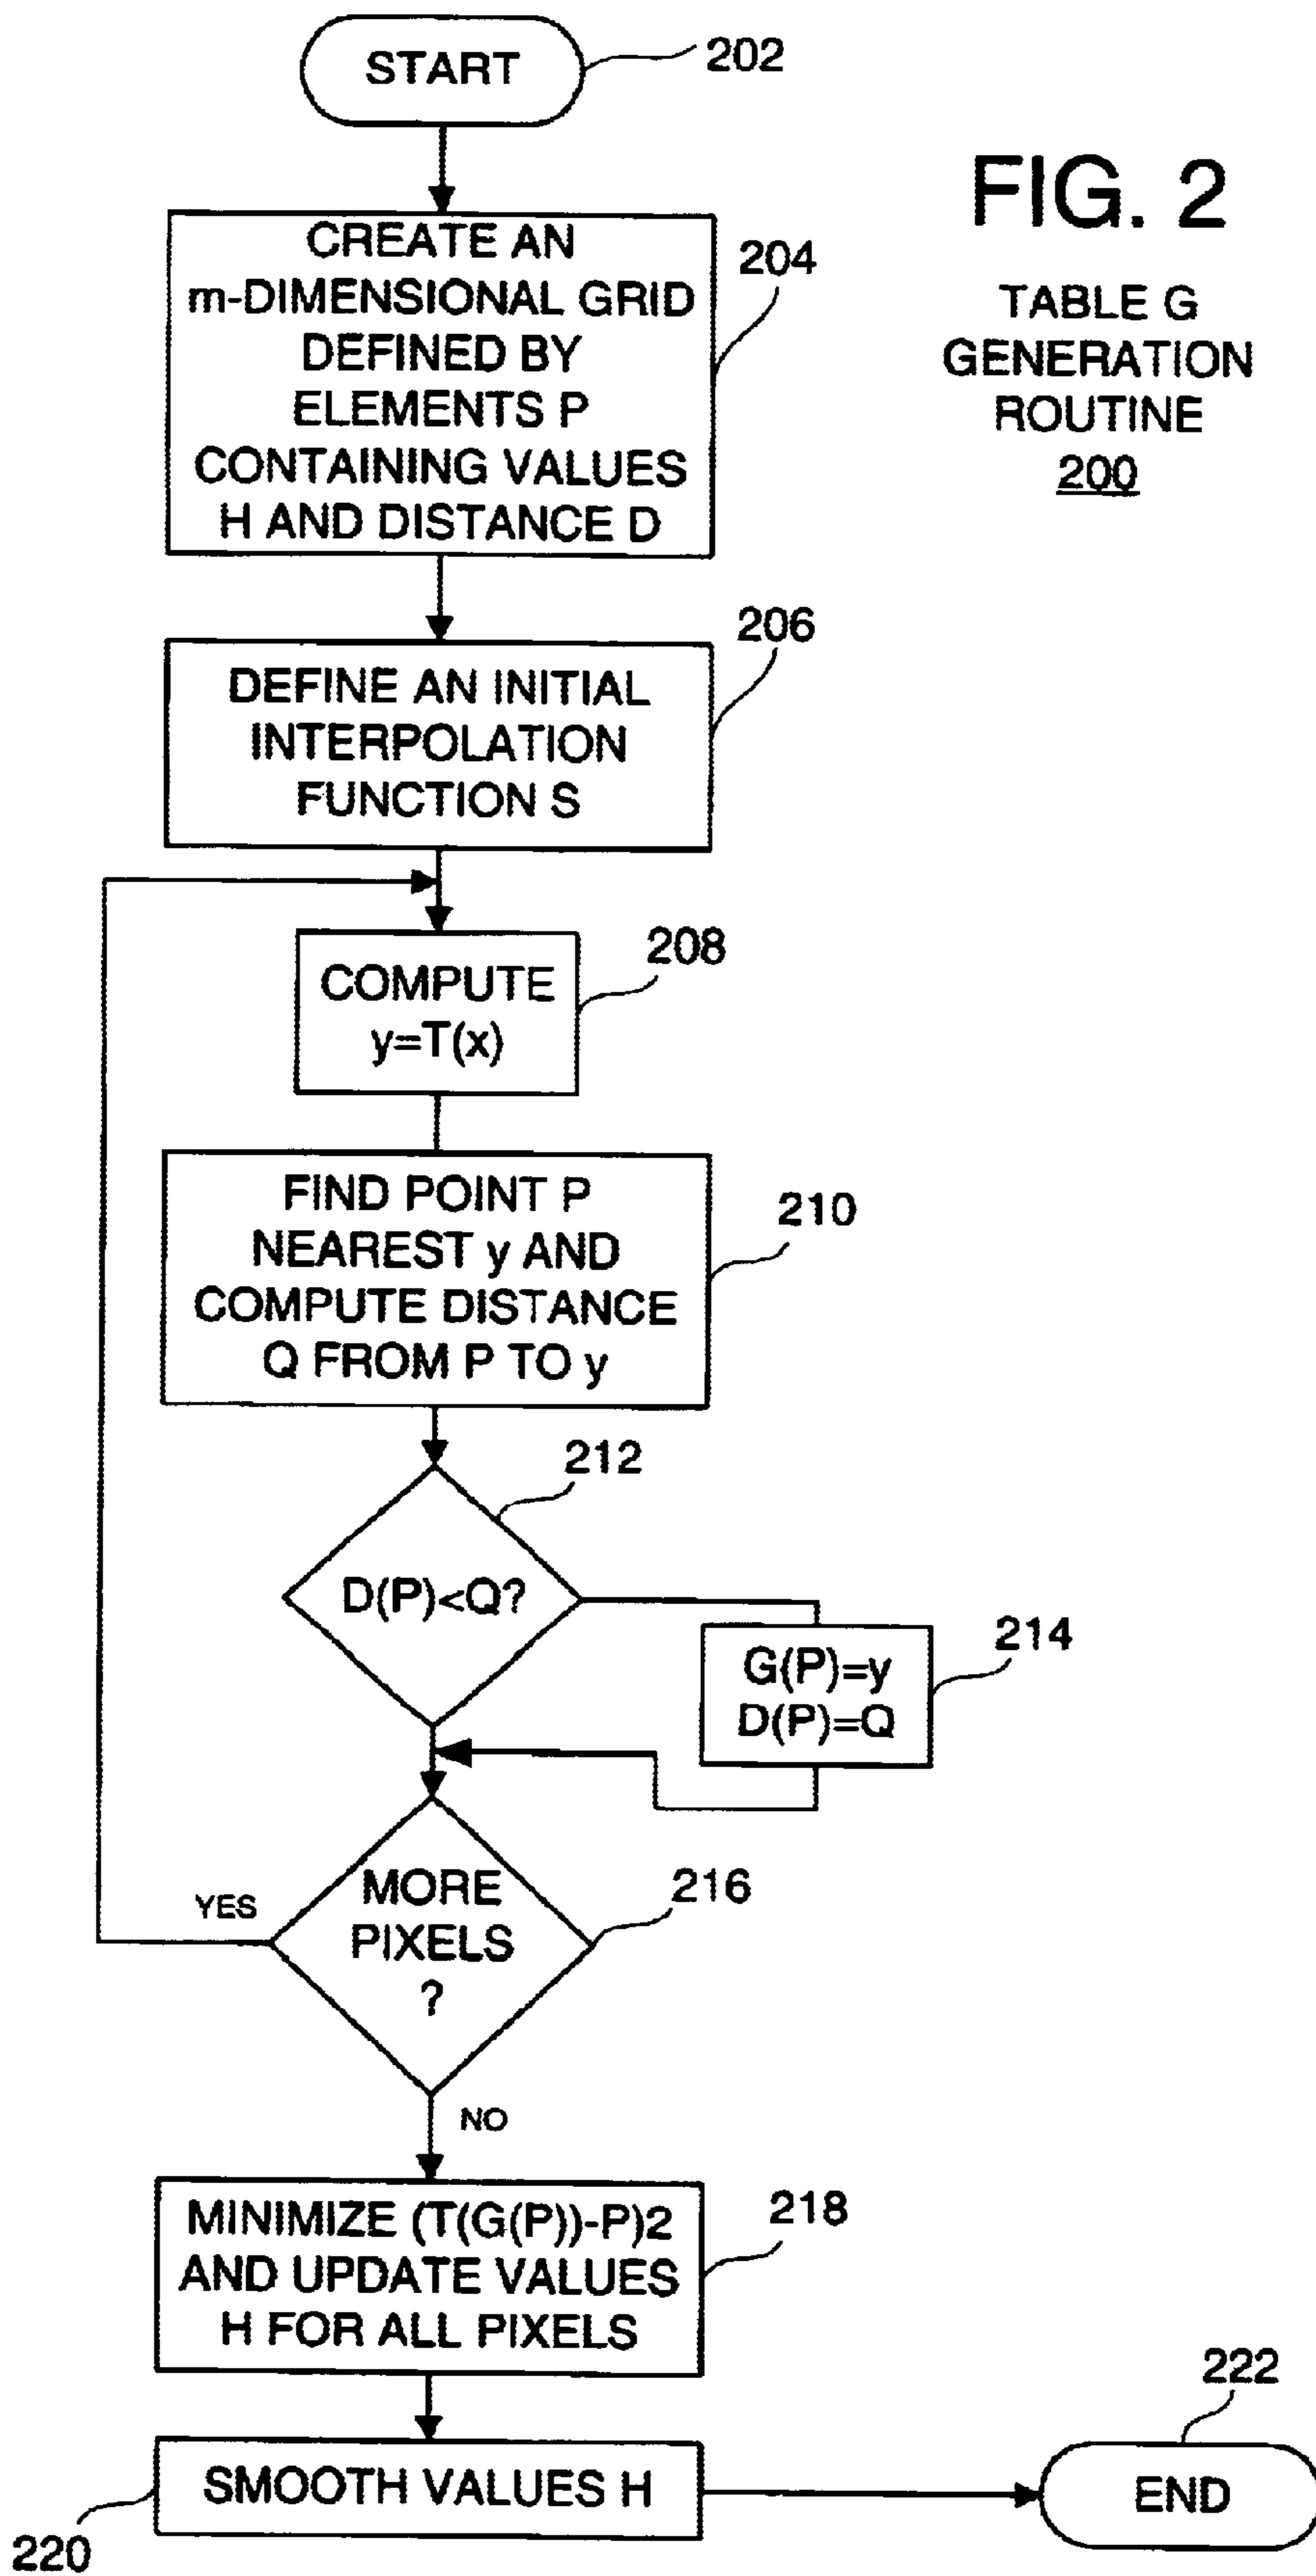 START
202
FIG. 2
TABLE G
GENERATION
ROUTINE
200
CREATE AN
m-DIMENSIONAL GRID
DEFINED BY
ELEMENTS P
CONTAINING VALUES
H AND DISTANCE D
204
DEFINE AN INITIAL
INTERPOLATION
FUNCTION S
206
COMPUTE
y=T(x)
208
FIND POINT P
NEAREST y AND
COMPUTE DISTANCE
Q FROM P TO y
210
D(P)<Q?
212
G(P)=y
D(P)=Q
214
MORE
PIXELS
?
216
YES
NO
MINIMIZE (T(G(P))-P)2
AND UPDATE VALUES
H FOR ALL PIXELS
218
SMOOTH VALUES H
220
END
222